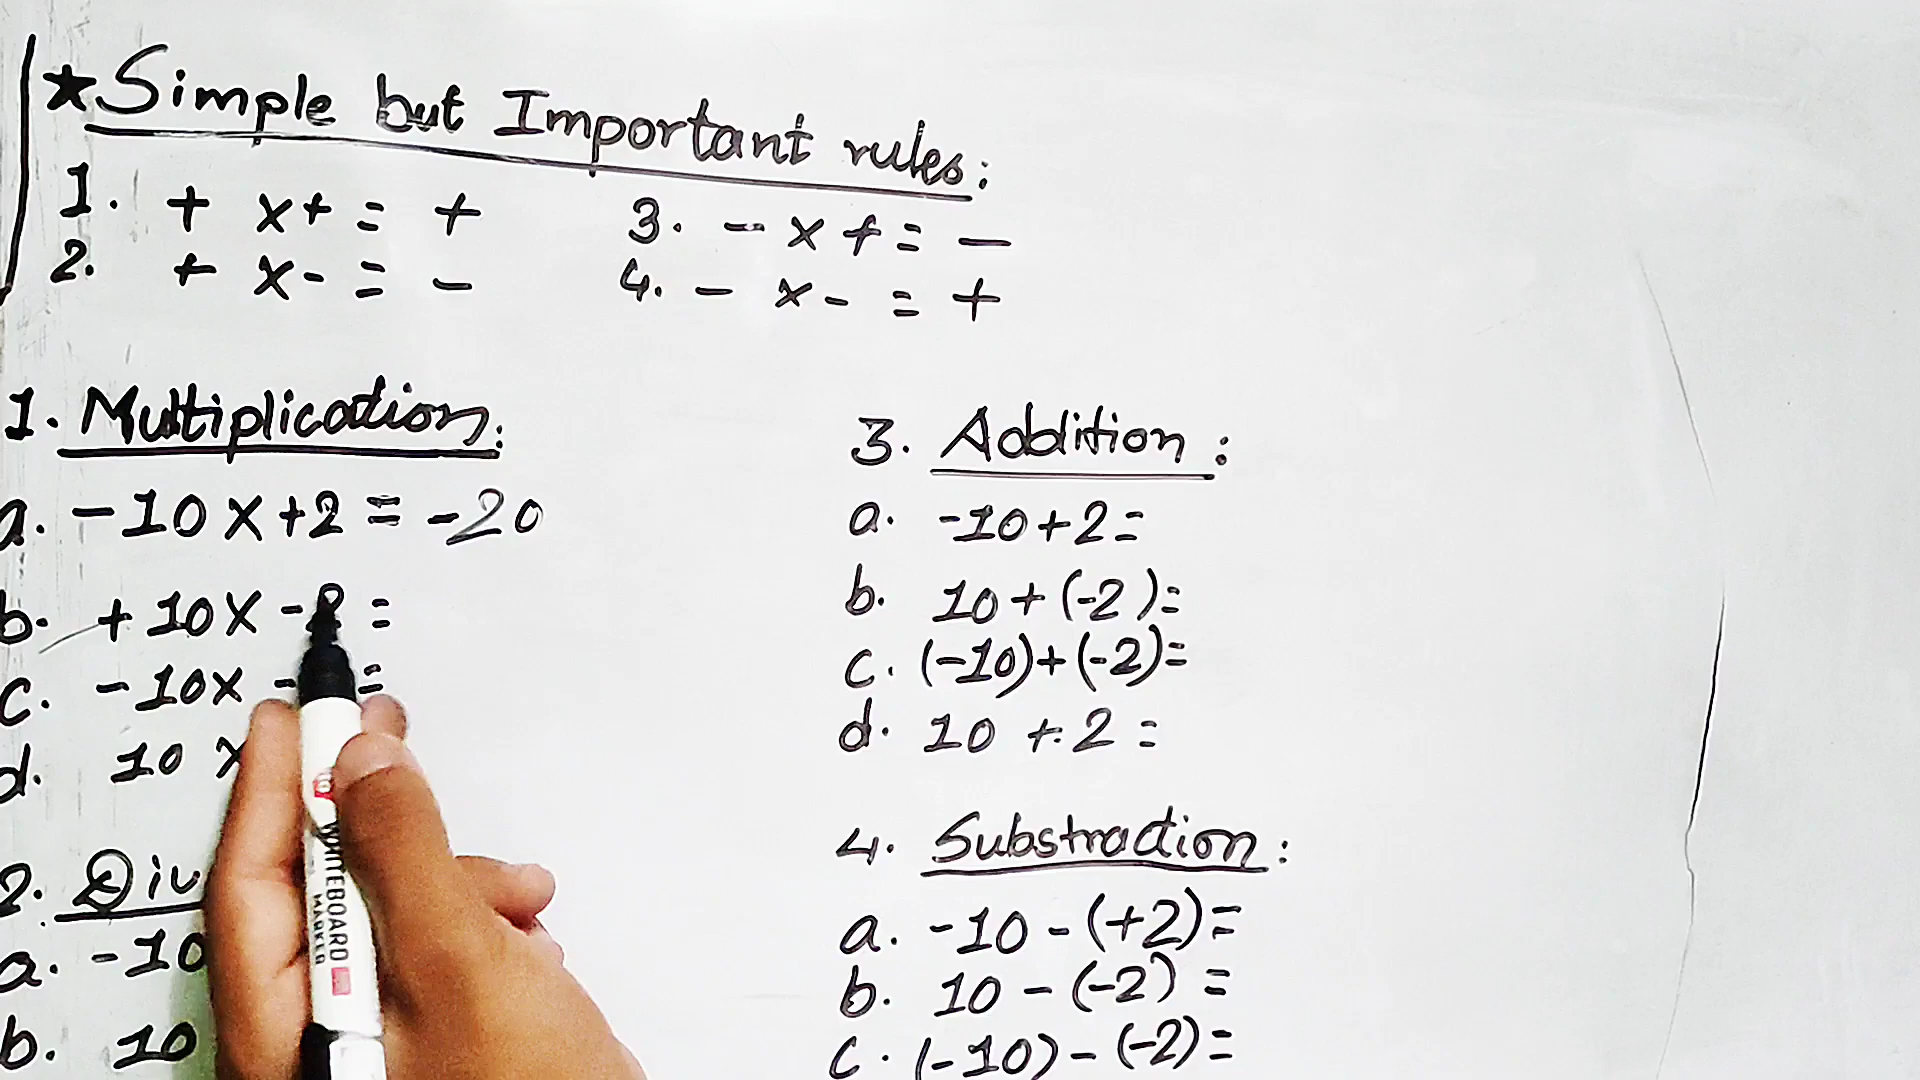 ★Simple but Important rules:
1. + x + = +
2. + x - = -
3. - x + = -
4. - x - = +
1. Multiplication:
a. -10 x +2 = -20
b. + 10 x - =
c. - 10 x - =
d. 10 x
2. Div
a. -10
b. 10
3. Addition:
a. -10+2=
b. 10+(-2)=
c. (-10)+(-2)=
d. 10 + 2 =
4. Substraction:
a. -10 - (+2)=
b. 10 - (-2) =
c. (-10) - (-2)=
WHITEBOARD
MARKER